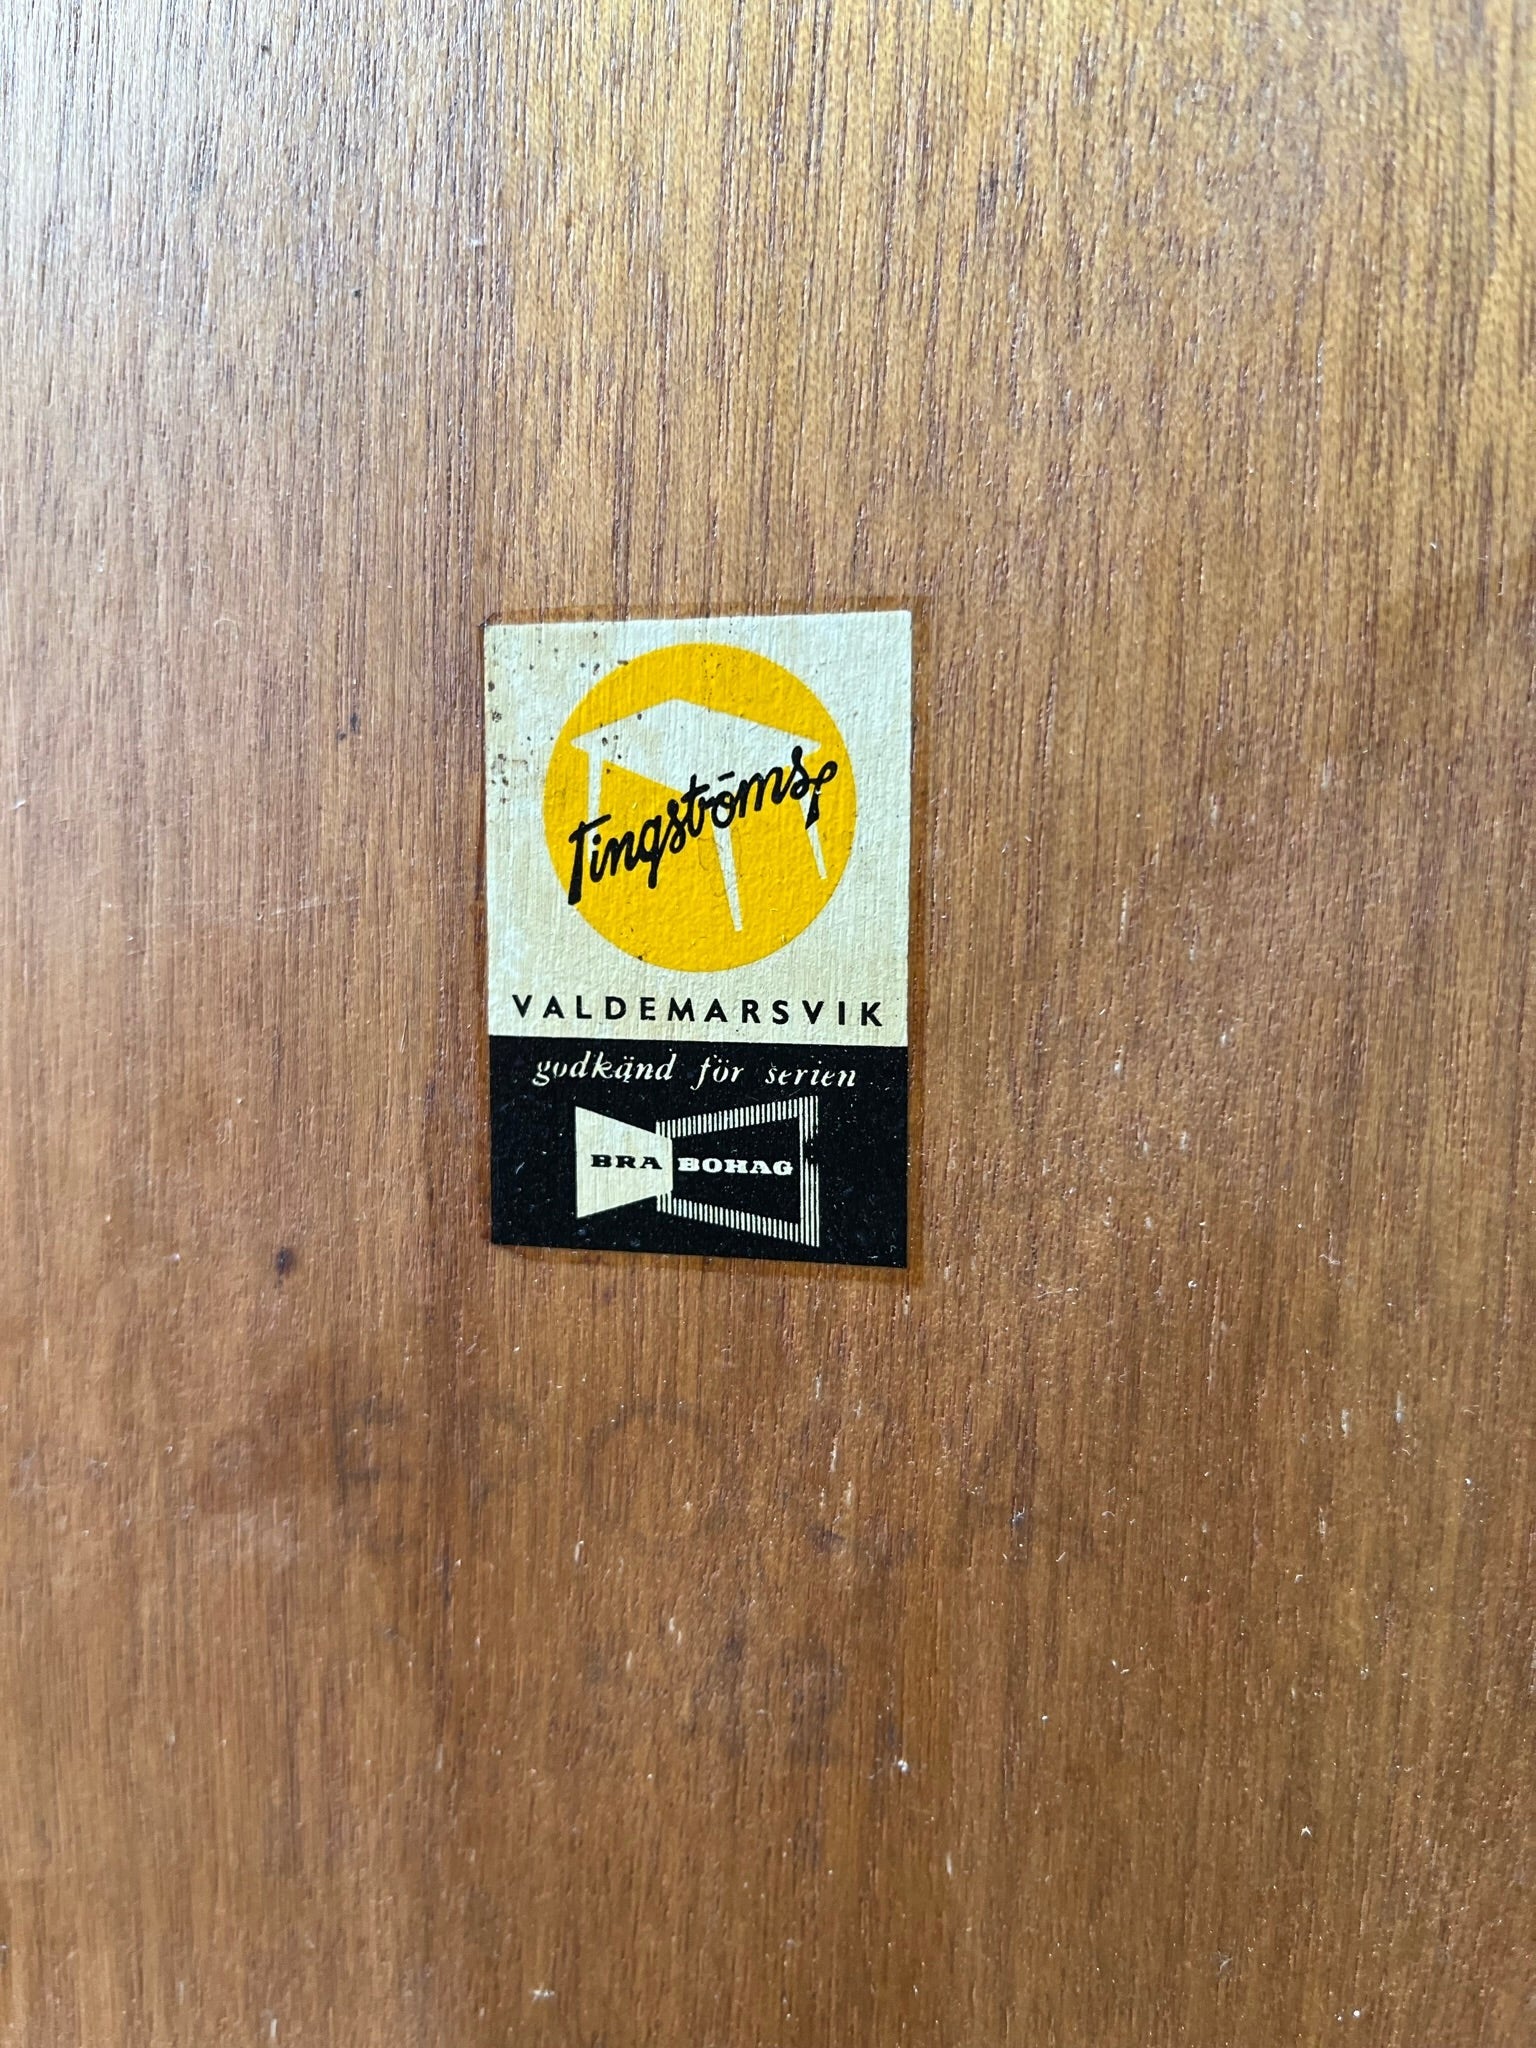 Tingströms
VALDEMARSVIK
godkänd för serien
BRA BOHAG